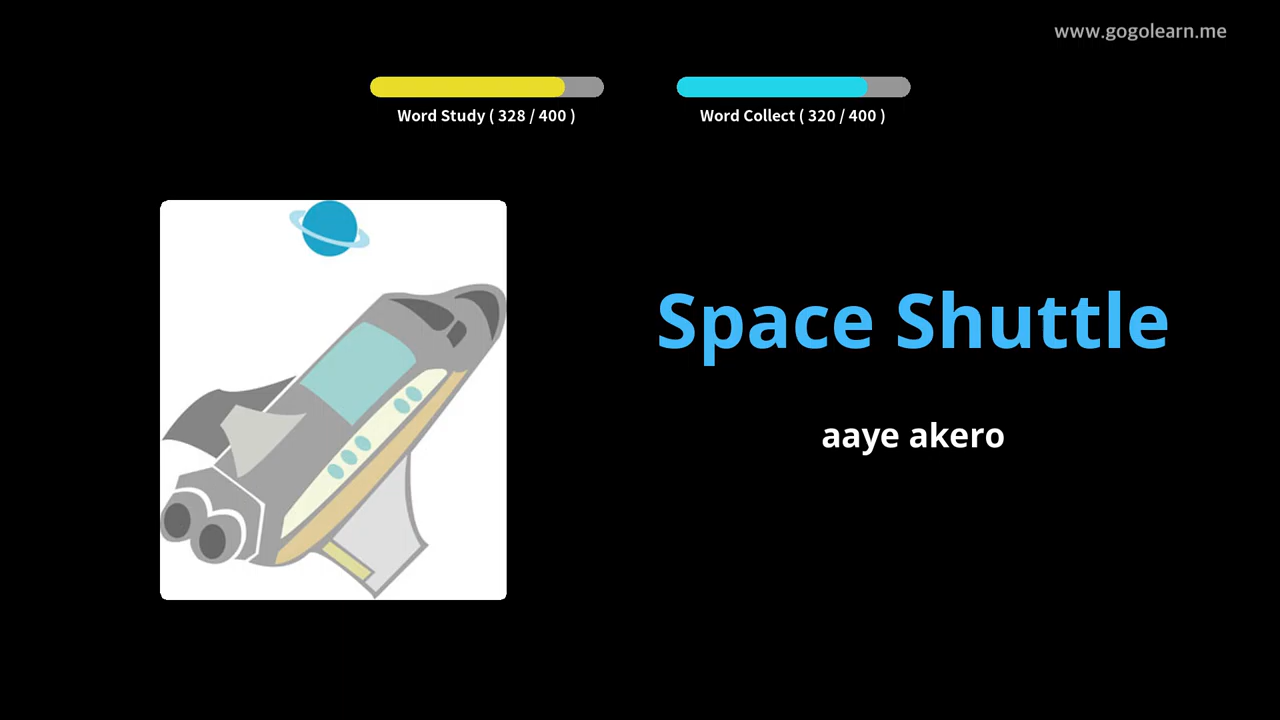 www.gogolearn.me
Word Study ( 328 / 400 )
Word Collect ( 320 / 400 )
Space Shuttle
aaye akero